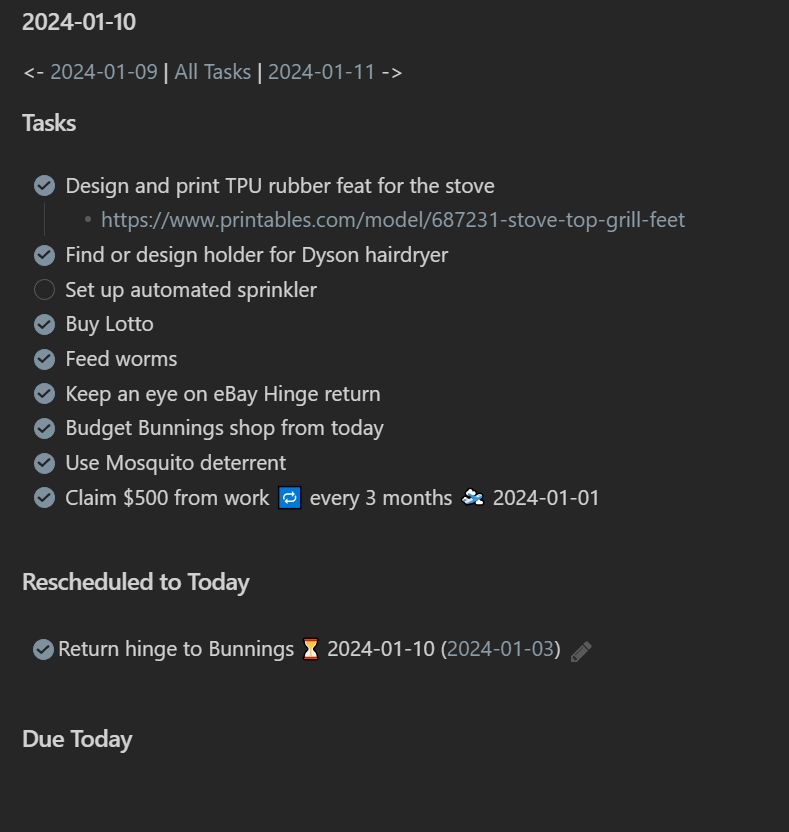 2024-01-10
<- 2024-01-09 | All Tasks | 2024-01-11 ->
Tasks
Design and print TPU rubber feat for the stove
https://www.printables.com/model/687231-stove-top-grill-feet
Find or design holder for Dyson hairdryer
Set up automated sprinkler
Buy Lotto
Feed worms
Keep an eye on eBay Hinge return
Budget Bunnings shop from today
Use Mosquito deterrent
Claim $500 from work 🔁 every 3 months 🛫 2024-01-01
Rescheduled to Today
Return hinge to Bunnings ⏳ 2024-01-10 (2024-01-03)
Due Today